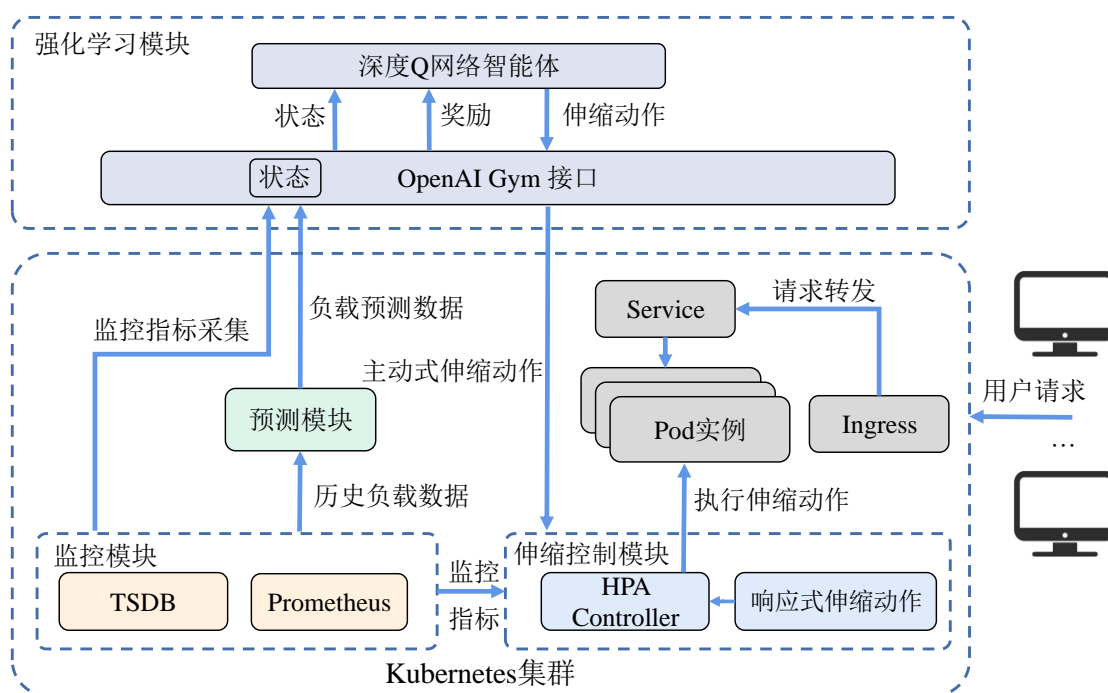 强化学习模块
深度Q网络智能体
状态
奖励
伸缩动作
状态
OpenAI Gym 接口
监控指标采集
负载预测数据
主动式伸缩动作
Service
请求转发
预测模块
Pod实例
Ingress
用户请求
...
历史负载数据
执行伸缩动作
监控模块
TSDB
Prometheus
监控
指标
伸缩控制模块
HPA
Controller
响应式伸缩动作
Kubernetes集群